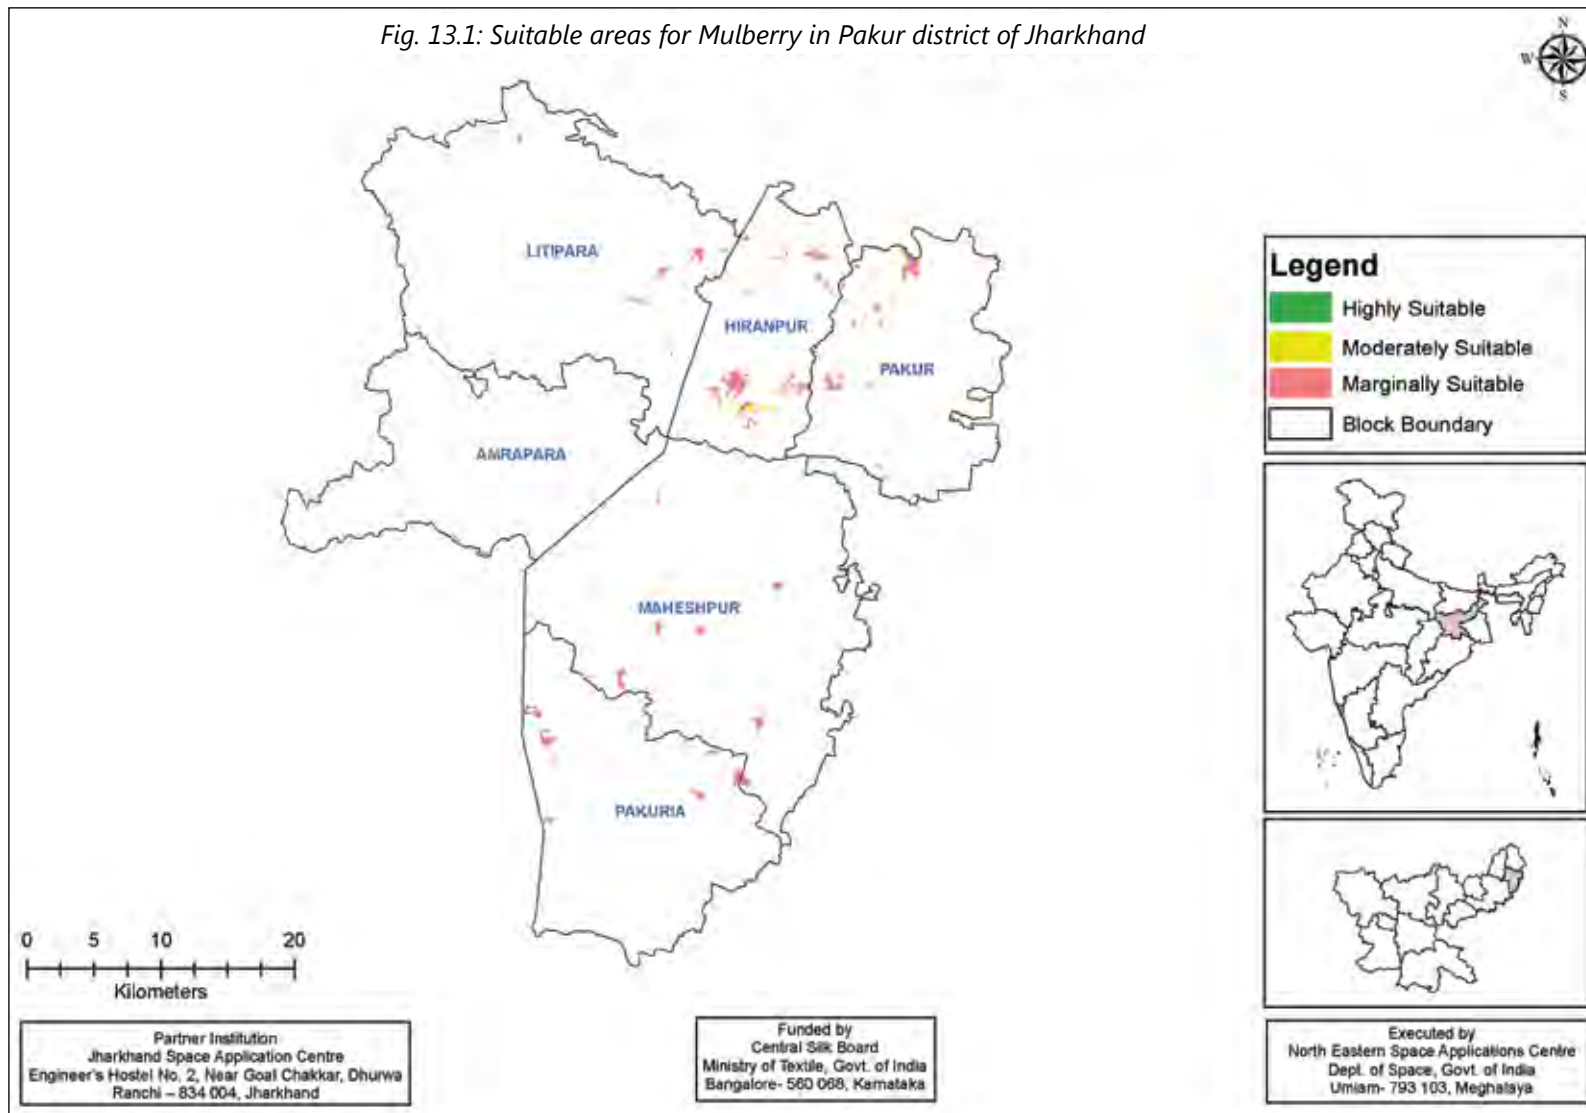 Fig. 13.1: Suitable areas for Mulberry in Pakur district of Jharkhand
N
W
S
LITIPARA
HIRANPUR
PAKUR
AMRAPARA
MAHESHPUR
PAKURIA
Legend
Highly Suitable
Moderately Suitable
Marginally Suitable
Block Boundary
0 5 10 20
Kilometers
Partner Institution
Jharkhand Space Application Centre
Engineer's Hostel No. 2, Near Goal Chakkar, Dhurwa
Ranchi – 834 004, Jharkhand
Funded by
Central Silk Board
Ministry of Textile, Govt. of India
Bangalore- 560 068, Karnataka
Executed by
North Eastern Space Applications Centre
Dept. of Space, Govt. of India
Umiam- 793 103, Meghalaya